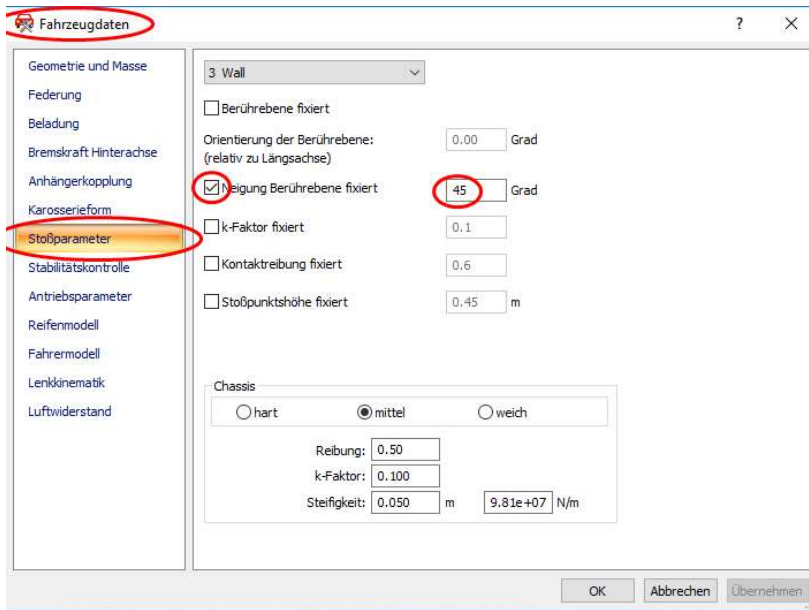 Fahrzeugdaten
?
Geometrie und Masse
Federung
Beladung
Bremskraft Hinterachse
Anhängerkopplung
Karosserieform
Stoßparameter
Stabilitätskontrolle
Antriebsparameter
Reifenmodell
Fahrermodell
Lenkkinematik
Luftwiderstand
3 Wall
Berührebene fixiert
Orientierung der Berührebene: 0.00 Grad
(relativ zu Längsachse)
Neigung Berührebene fixiert 45 Grad
k-Faktor fixiert 0.1
Kontaktreibung fixiert 0.6
Stoßpunktshöhe fixiert 0.45 m
Chassis
hart mittel weich
Reibung: 0.50
k-Faktor: 0.100
Steifigkeit: 0.050 m 9.81e+07 N/m
OK Abbrechen Übernehmen